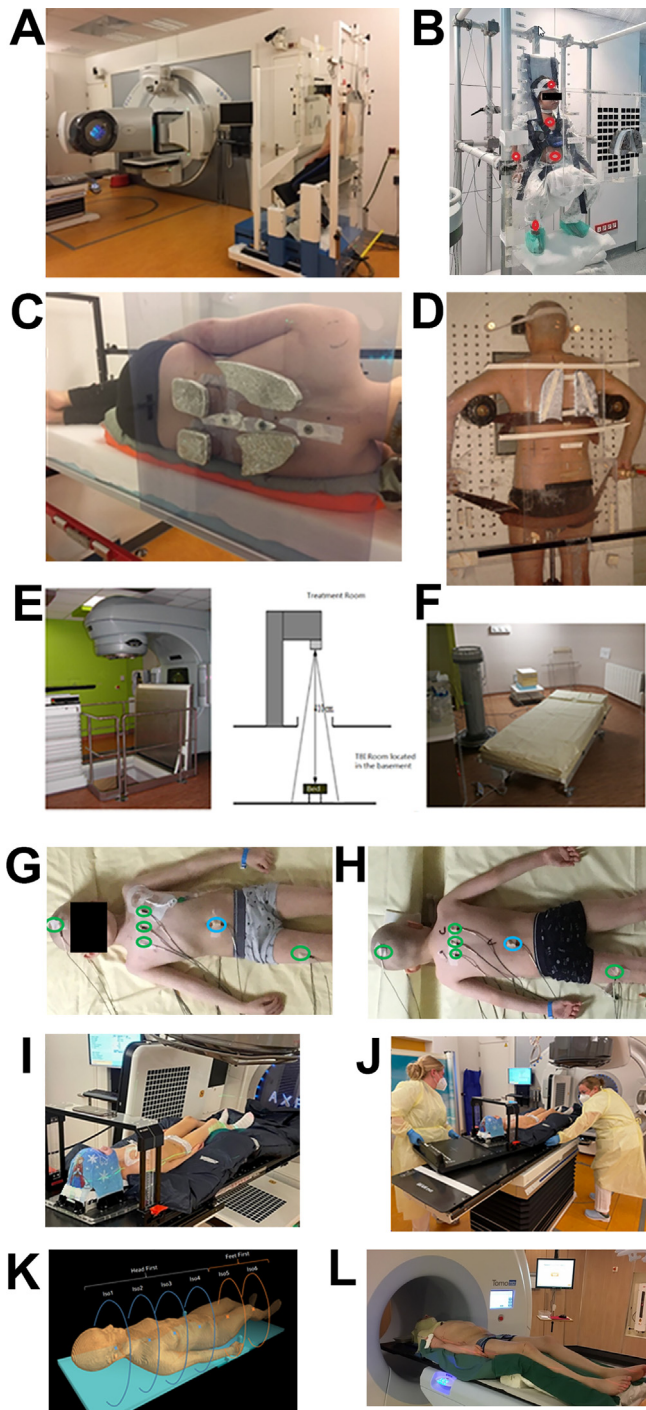 A
B
C
D
E
Treatment Room
TBI Room located
in the basement
Bed
F
G
H
I
J
K
Head First
Feet First
Iso1
Iso2
Iso3
Iso4
Iso5
Iso6
L
Tomo